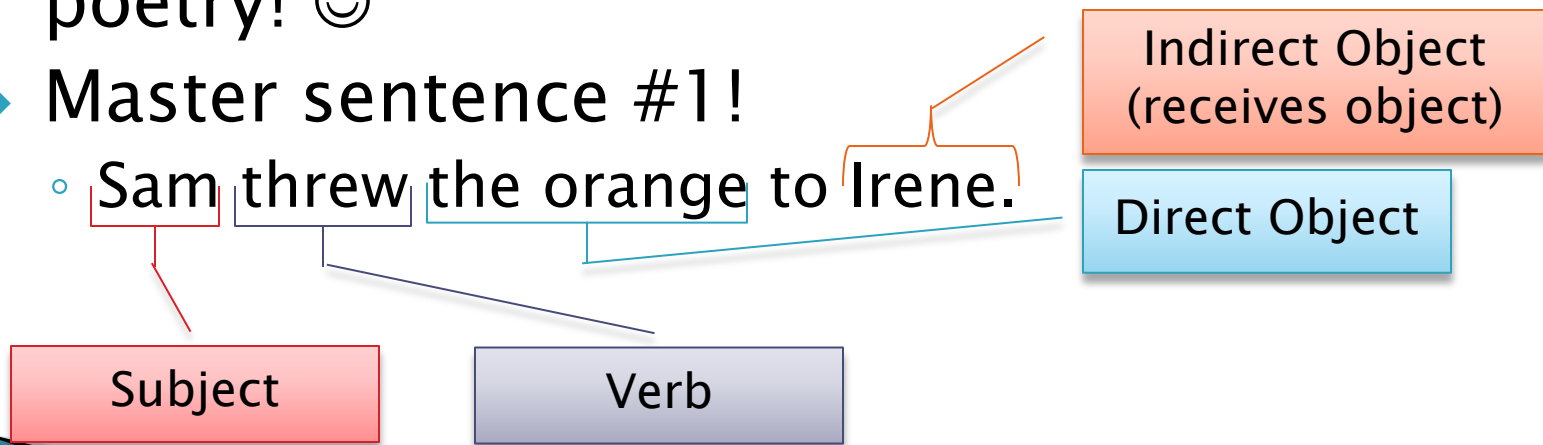 poetry! ☺
Master sentence #1!
Sam threw the orange to Irene.
Indirect Object
(receives object)
Direct Object
Subject
Verb